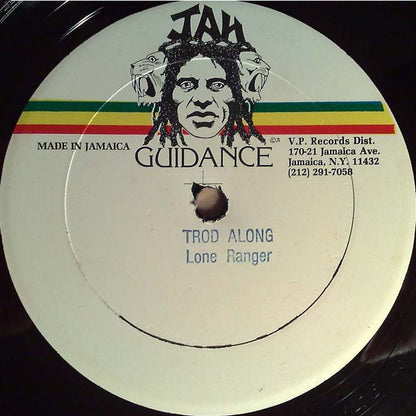 JAH
GUIDANCE
MADE IN JAMAICA
V.P. Records Dist.
170-21 Jamaica Ave.
Jamaica, N.Y. 11432
(212) 291-7058
TROD ALONG
Lone Ranger